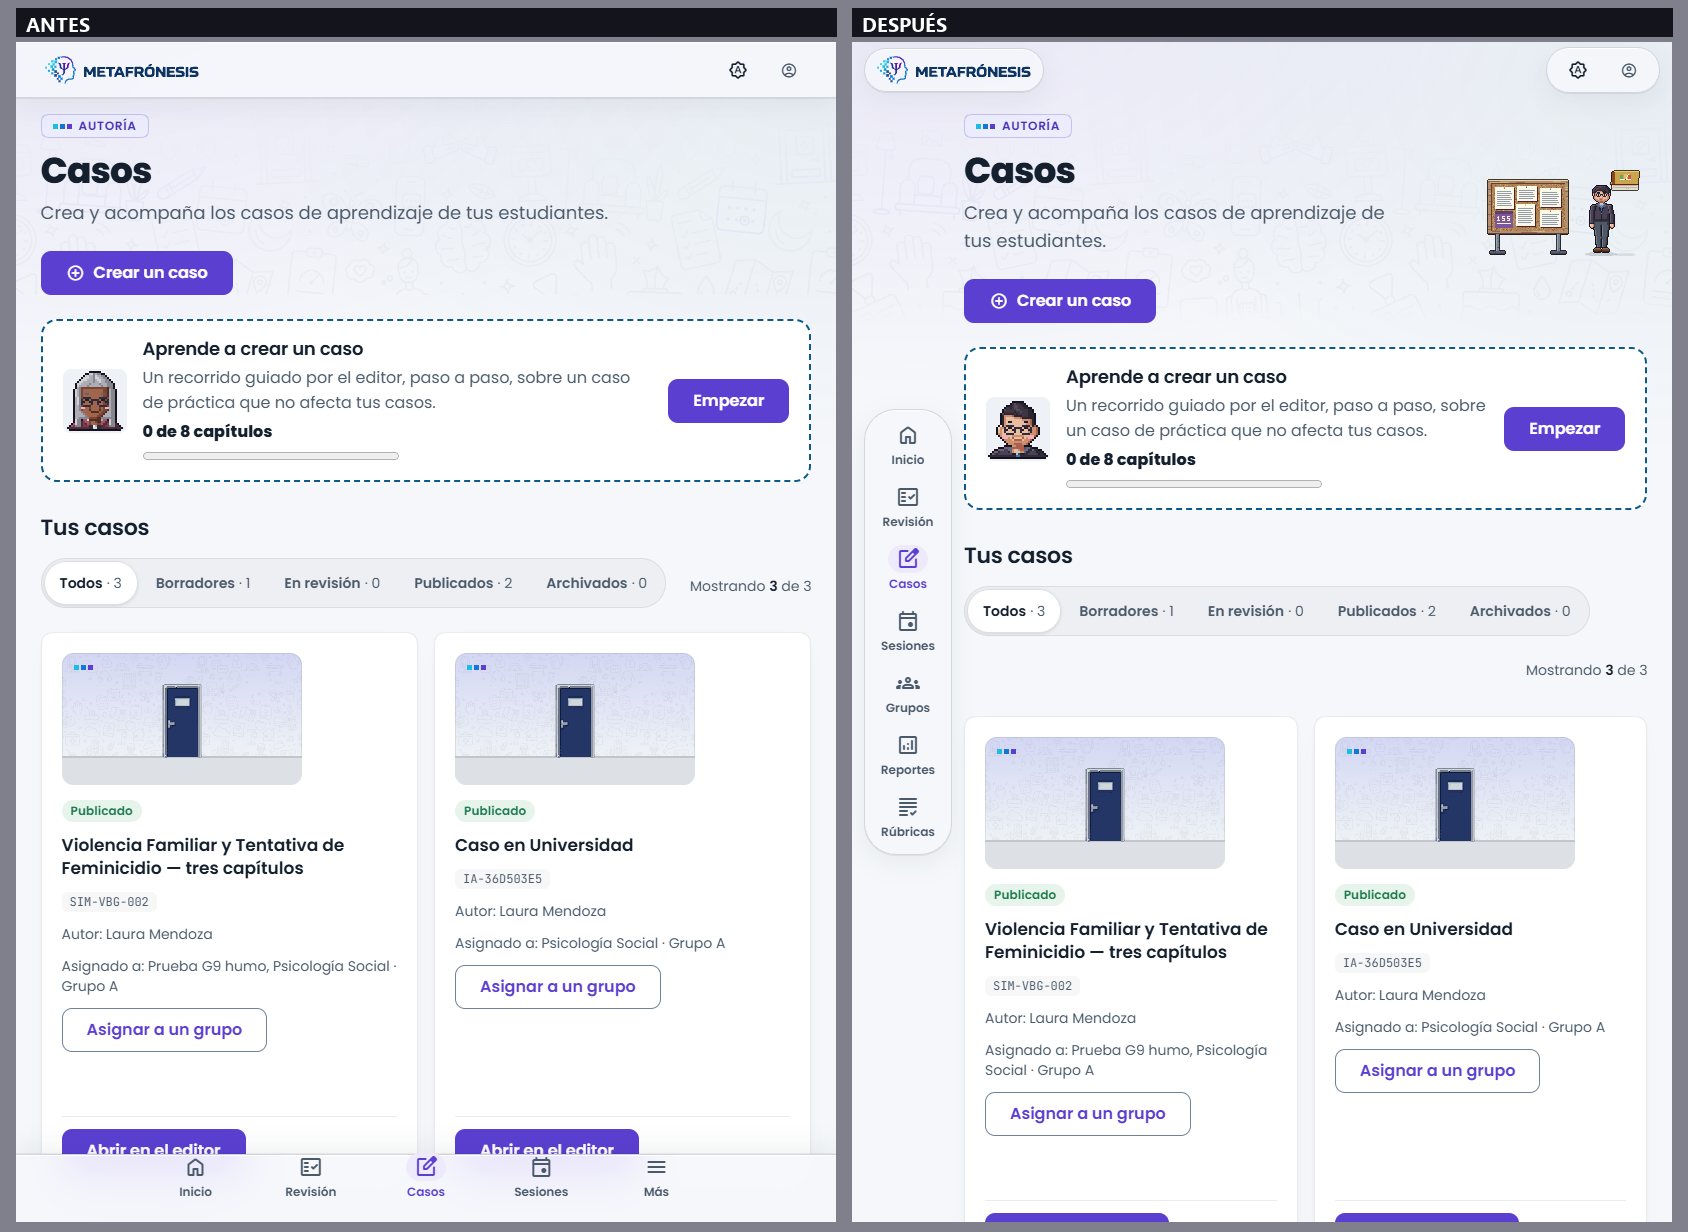 ANTES
METAFRÓNESIS
AUTORÍA
Casos
Crea y acompaña los casos de aprendizaje de tus estudiantes.
Crear un caso
Aprende a crear un caso
Un recorrido guiado por el editor, paso a paso, sobre un caso
de práctica que no afecta tus casos.
0 de 8 capítulos
Empezar
Tus casos
Todos · 3
Borradores · 1
En revisión · 0
Publicados · 2
Archivados · 0
Mostrando 3 de 3
Publicado
Violencia Familiar y Tentativa de
Feminicidio — tres capítulos
SIM-VBG-002
Autor: Laura Mendoza
Asignado a: Prueba G9 humo, Psicología Social ·
Grupo A
Asignar a un grupo
Abrir en el editor
Publicado
Caso en Universidad
IA-36D503E5
Autor: Laura Mendoza
Asignado a: Psicología Social · Grupo A
Asignar a un grupo
Abrir en el editor
Inicio
Revisión
Casos
Sesiones
Más
DESPUÉS
METAFRÓNESIS
AUTORÍA
Casos
Crea y acompaña los casos de aprendizaje de
tus estudiantes.
155
Crear un caso
Aprende a crear un caso
Un recorrido guiado por el editor, paso a paso, sobre
un caso de práctica que no afecta tus casos.
0 de 8 capítulos
Empezar
Inicio
Revisión
Casos
Sesiones
Grupos
Reportes
Rúbricas
Tus casos
Todos · 3
Borradores · 1
En revisión · 0
Publicados · 2
Archivados · 0
Mostrando 3 de 3
Publicado
Violencia Familiar y Tentativa de
Feminicidio — tres capítulos
SIM-VBG-002
Autor: Laura Mendoza
Asignado a: Prueba G9 humo, Psicología
Social · Grupo A
Asignar a un grupo
Publicado
Caso en Universidad
IA-36D503E5
Autor: Laura Mendoza
Asignado a: Psicología Social · Grupo A
Asignar a un grupo